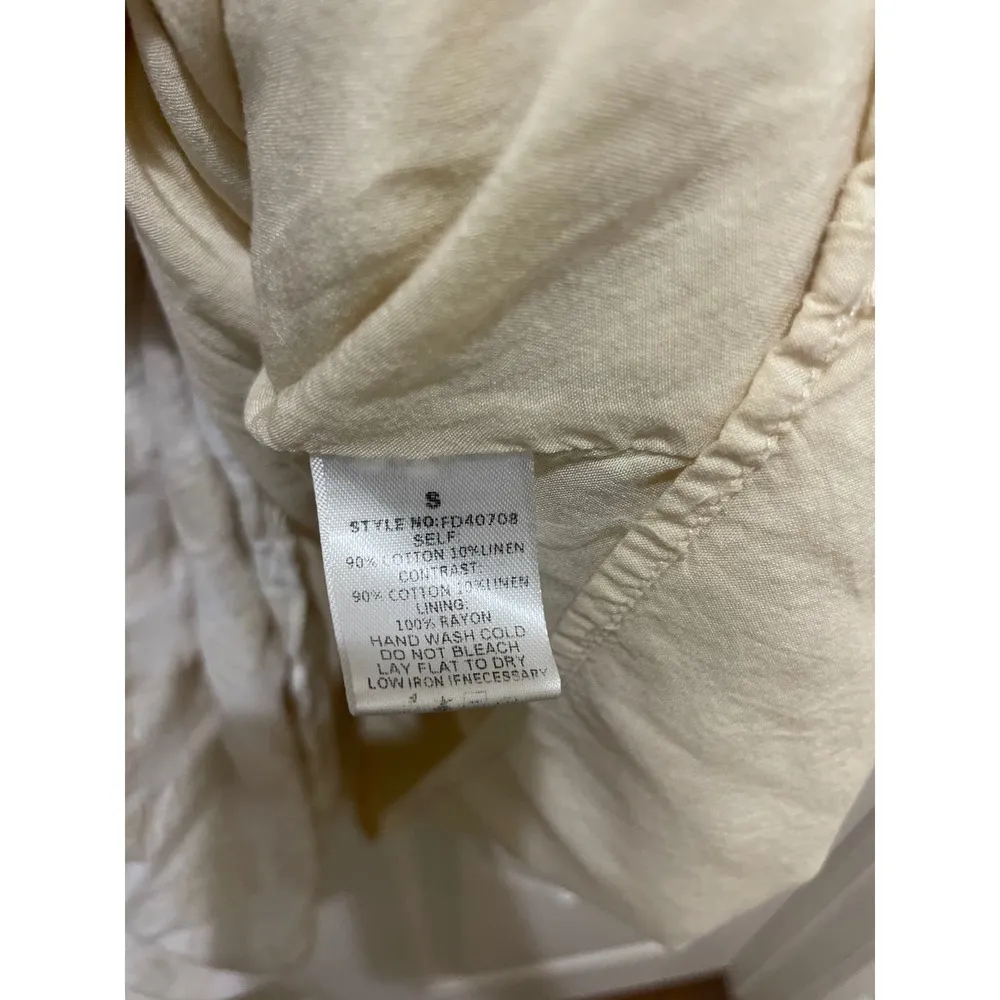 S
STYLE NO:FD40708
SELF:
90% COTTON 10%LINEN
CONTRAST:
90% COTTON 10%LINEN
LINING:
100% RAYON
HAND WASH COLD
DO NOT BLEACH
LAY FLAT TO DRY
LOW IRON IFNECESSARY